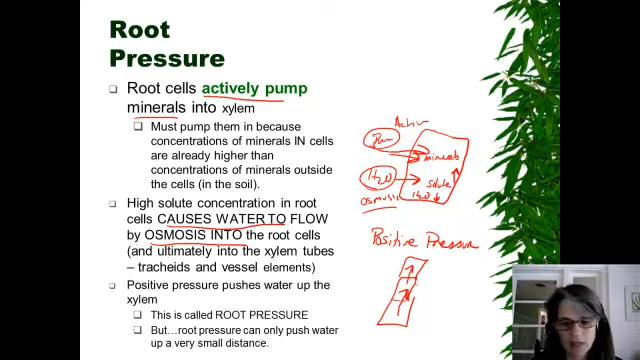 Root
Pressure
Root cells actively pump
minerals into xylem
Must pump them in because
concentrations of minerals IN cells
are already higher than
concentrations of minerals outside
the cells (in the soil).
High solute concentration in root
cells CAUSES WATER TO FLOW
by OSMOSIS INTO the root cells
(and ultimately into the xylem tubes
– tracheids and vessel elements)
Positive pressure pushes water up the
xylem
This is called ROOT PRESSURE
But…root pressure can only push water
up a very small distance.
minerals
H2O
solute
H2O
osmosis
Positive Pressure